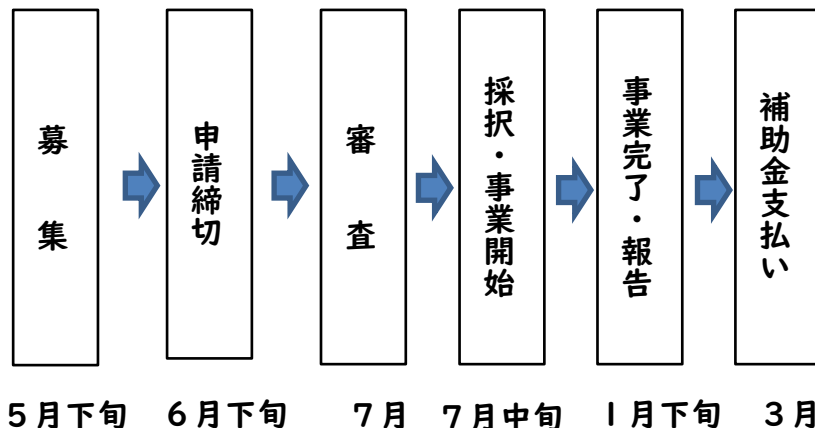 募集
申請締切
審査
採択・事業開始
事業完了・報告
補助金支払い
5月下旬
6月下旬
7月
7月中旬
1月下旬
3月